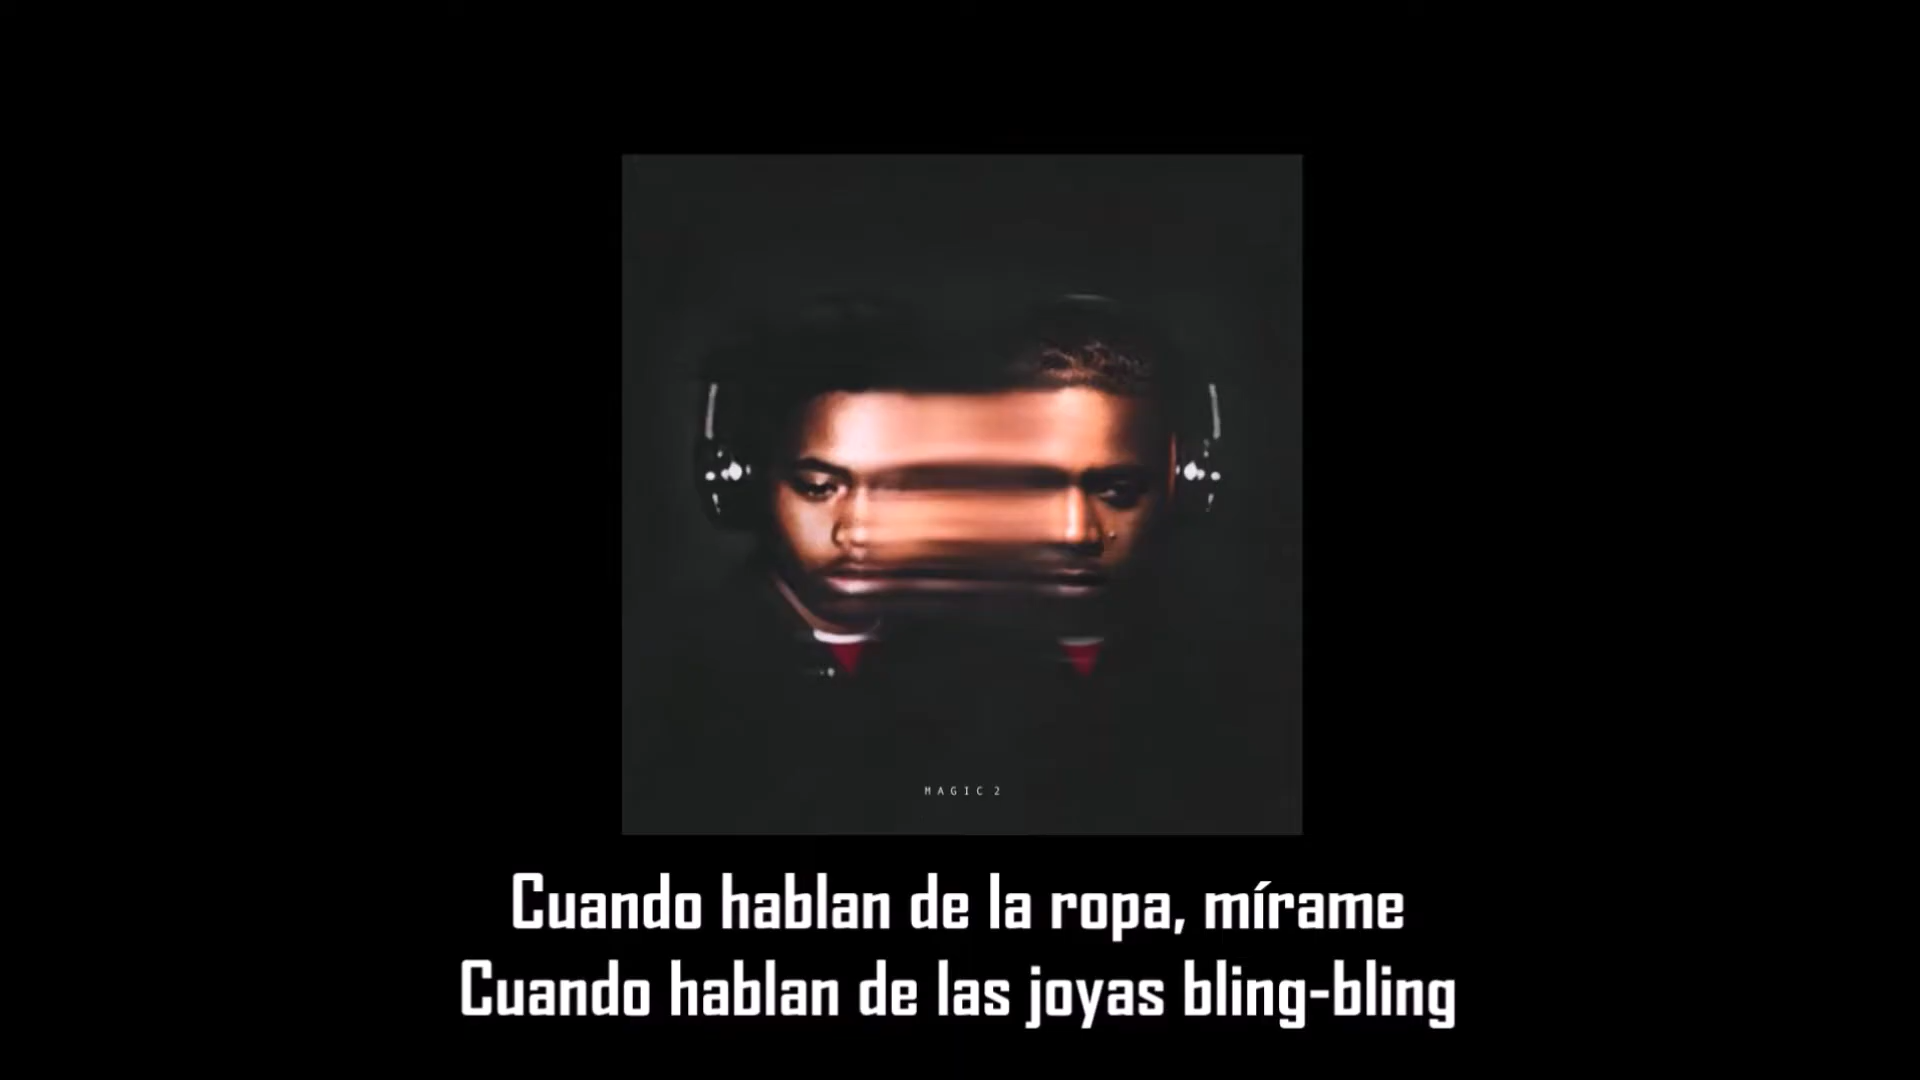 MAGIC 2
Cuando hablan de la ropa, mírame
Cuando hablan de las joyas bling-bling